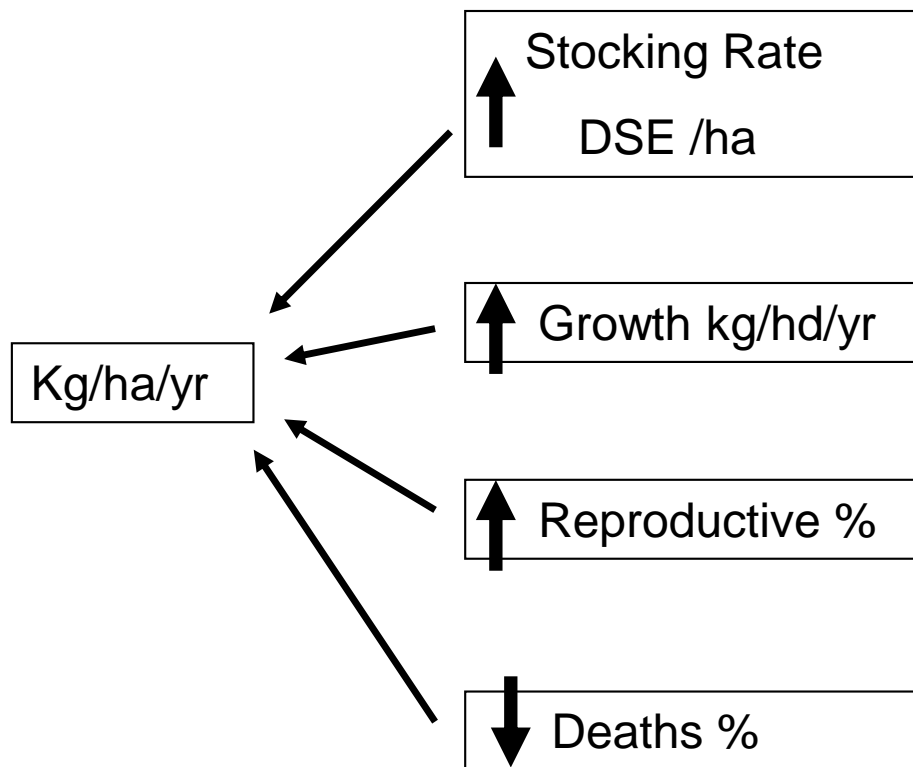 Stocking Rate
DSE /ha
Growth kg/hd/yr
Kg/ha/yr
Reproductive %
Deaths %